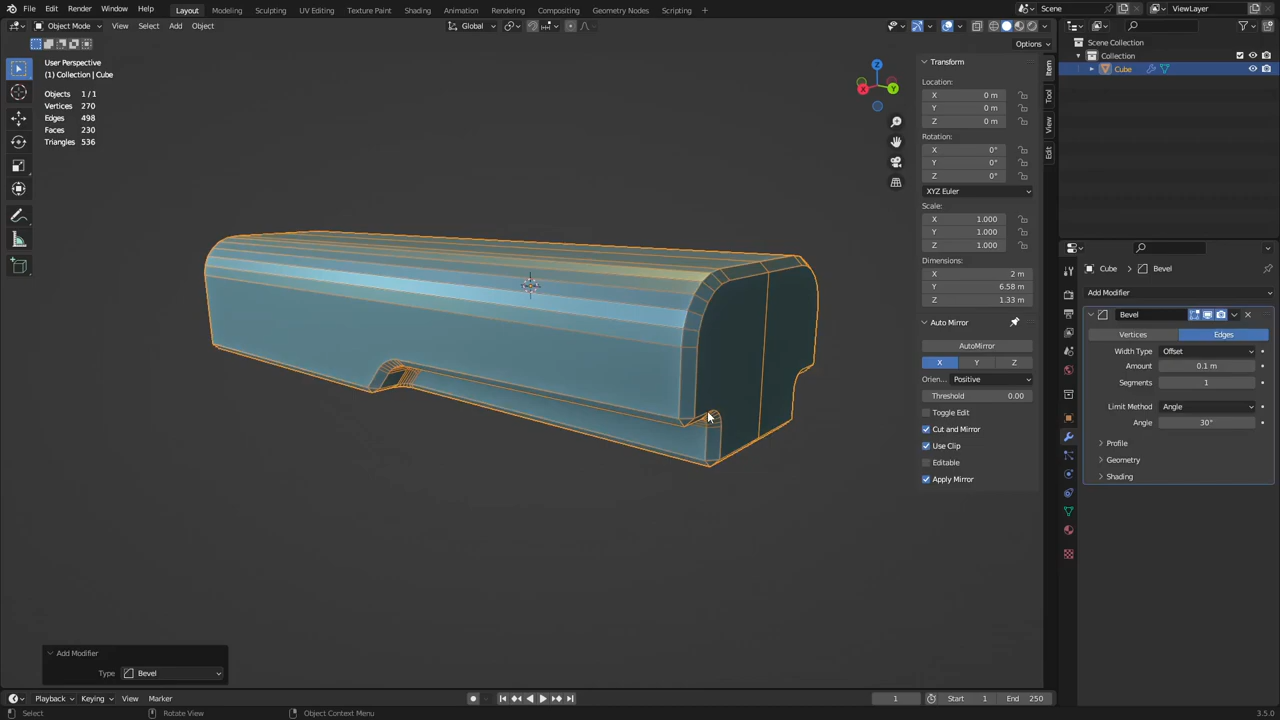 File Edit Render Window Help Layout Modeling Sculpting UV Editing Texture Paint Shading Animation Rendering Compositing Geometry Nodes Scripting + Scene ViewLayer
Object Mode View Select Add Object Global
Options
User Perspective
(1) Collection | Cube
Objects 1/1
Vertices 270
Edges 498
Faces 230
Triangles 536
Z
X
Y
Transform
Location:
X 0 m
Y 0 m
Z 0 m
Rotation:
X 0°
Y 0°
Z 0°
XYZ Euler
Scale:
X 1.000
Y 1.000
Z 1.000
Dimensions:
X 2 m
Y 6.58 m
Z 1.33 m
Auto Mirror
AutoMirror
X Y Z
Orien... Positive
Threshold 0.00
Toggle Edit
Cut and Mirror
Use Clip
Editable
Apply Mirror
Item
Tool
View
Edit
Scene Collection
Collection
Cube
Cube Bevel
Add Modifier
Bevel
Vertices Edges
Width Type Offset
Amount 0.1 m
Segments 1
Limit Method Angle
Angle 30°
Profile
Geometry
Shading
Add Modifier
Type Bevel
Playback Keying View Marker 1 Start 1 End 250
Select Rotate View Object Context Menu 3.5.0